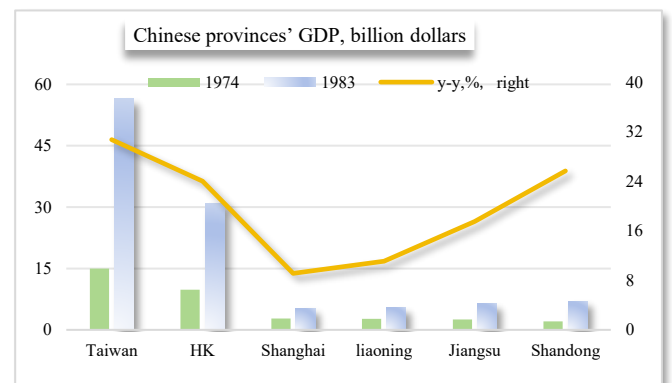 Chinese provinces’ GDP, billion dollars
1974 1983 y-y,%, right
60 40
45 32
30 24
15 16
0 8
0
Taiwan HK Shanghai liaoning Jiangsu Shandong